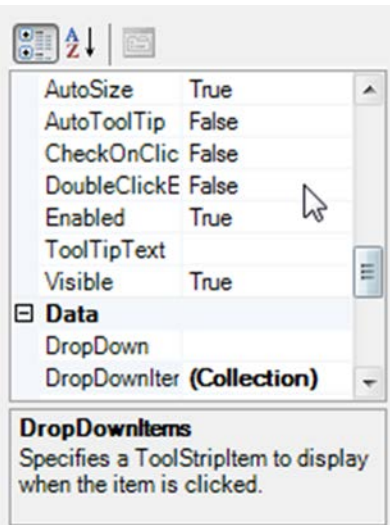 A
Z
AutoSize True
AutoToolTip False
CheckOnClic False
DoubleClickE False
Enabled True
ToolTipText
Visible True
Data
DropDown
DropDownIter (Collection)
DropDownItems
Specifies a ToolStripItem to display
when the item is clicked.